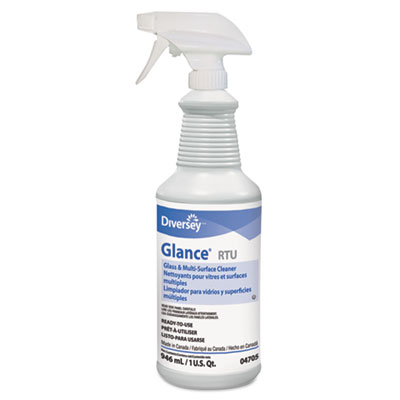 Diversey
Glance® RTU
Glass & Multi-Surface Cleaner
Nettoyants pour vitres et surfaces
multiples
Limpiador para vidrios y superficies
múltiples
READY-TO-USE
PRÊT-À-UTILISER
LISTO-PARA USARSE
Made in Canada / Fabriqué au Canada / Hecho en Canadá
946 mL / 1 U.S. Qt.
04705